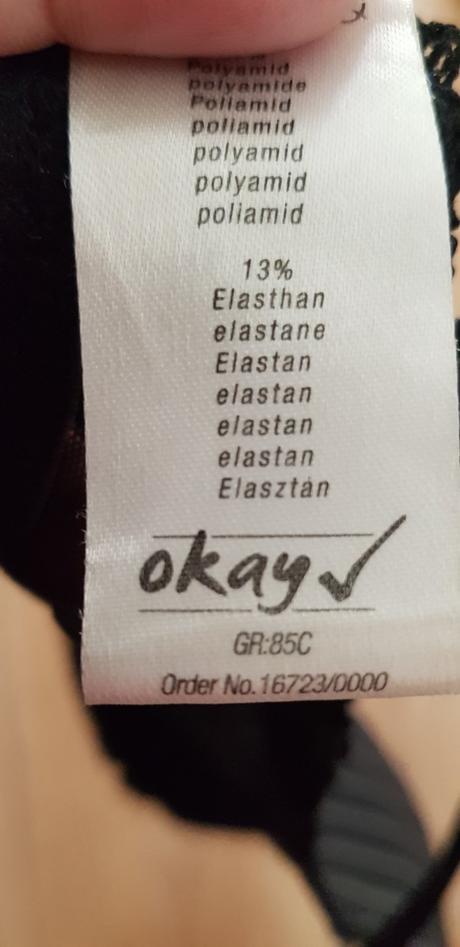 Polyamid
polyamide
Poliamid
poliamid
polyamid
polyamid
poliamid
13%
Elasthan
elastane
Elastan
elastan
elastan
elastan
Elasztán
okay
GR:85C
Order No.16723/0000